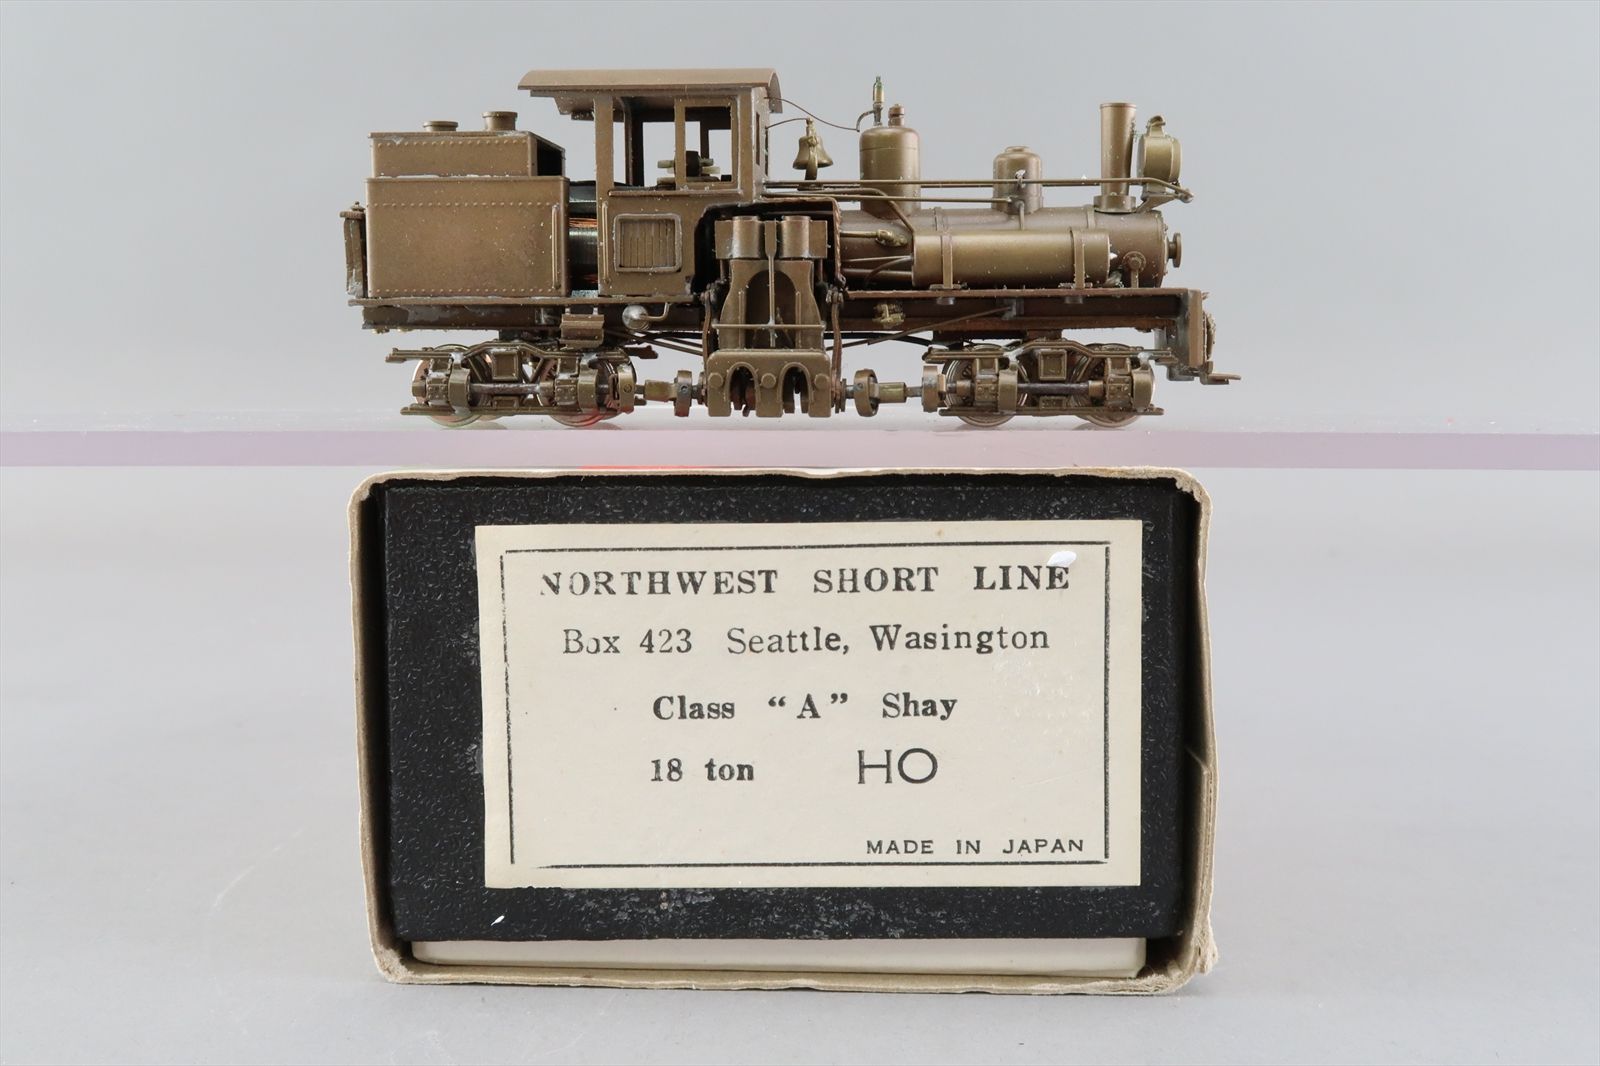 NORTHWEST SHORT LINE
Box 423 Seattle, Wasington
Class “A” Shay
18 ton HO
MADE IN JAPAN